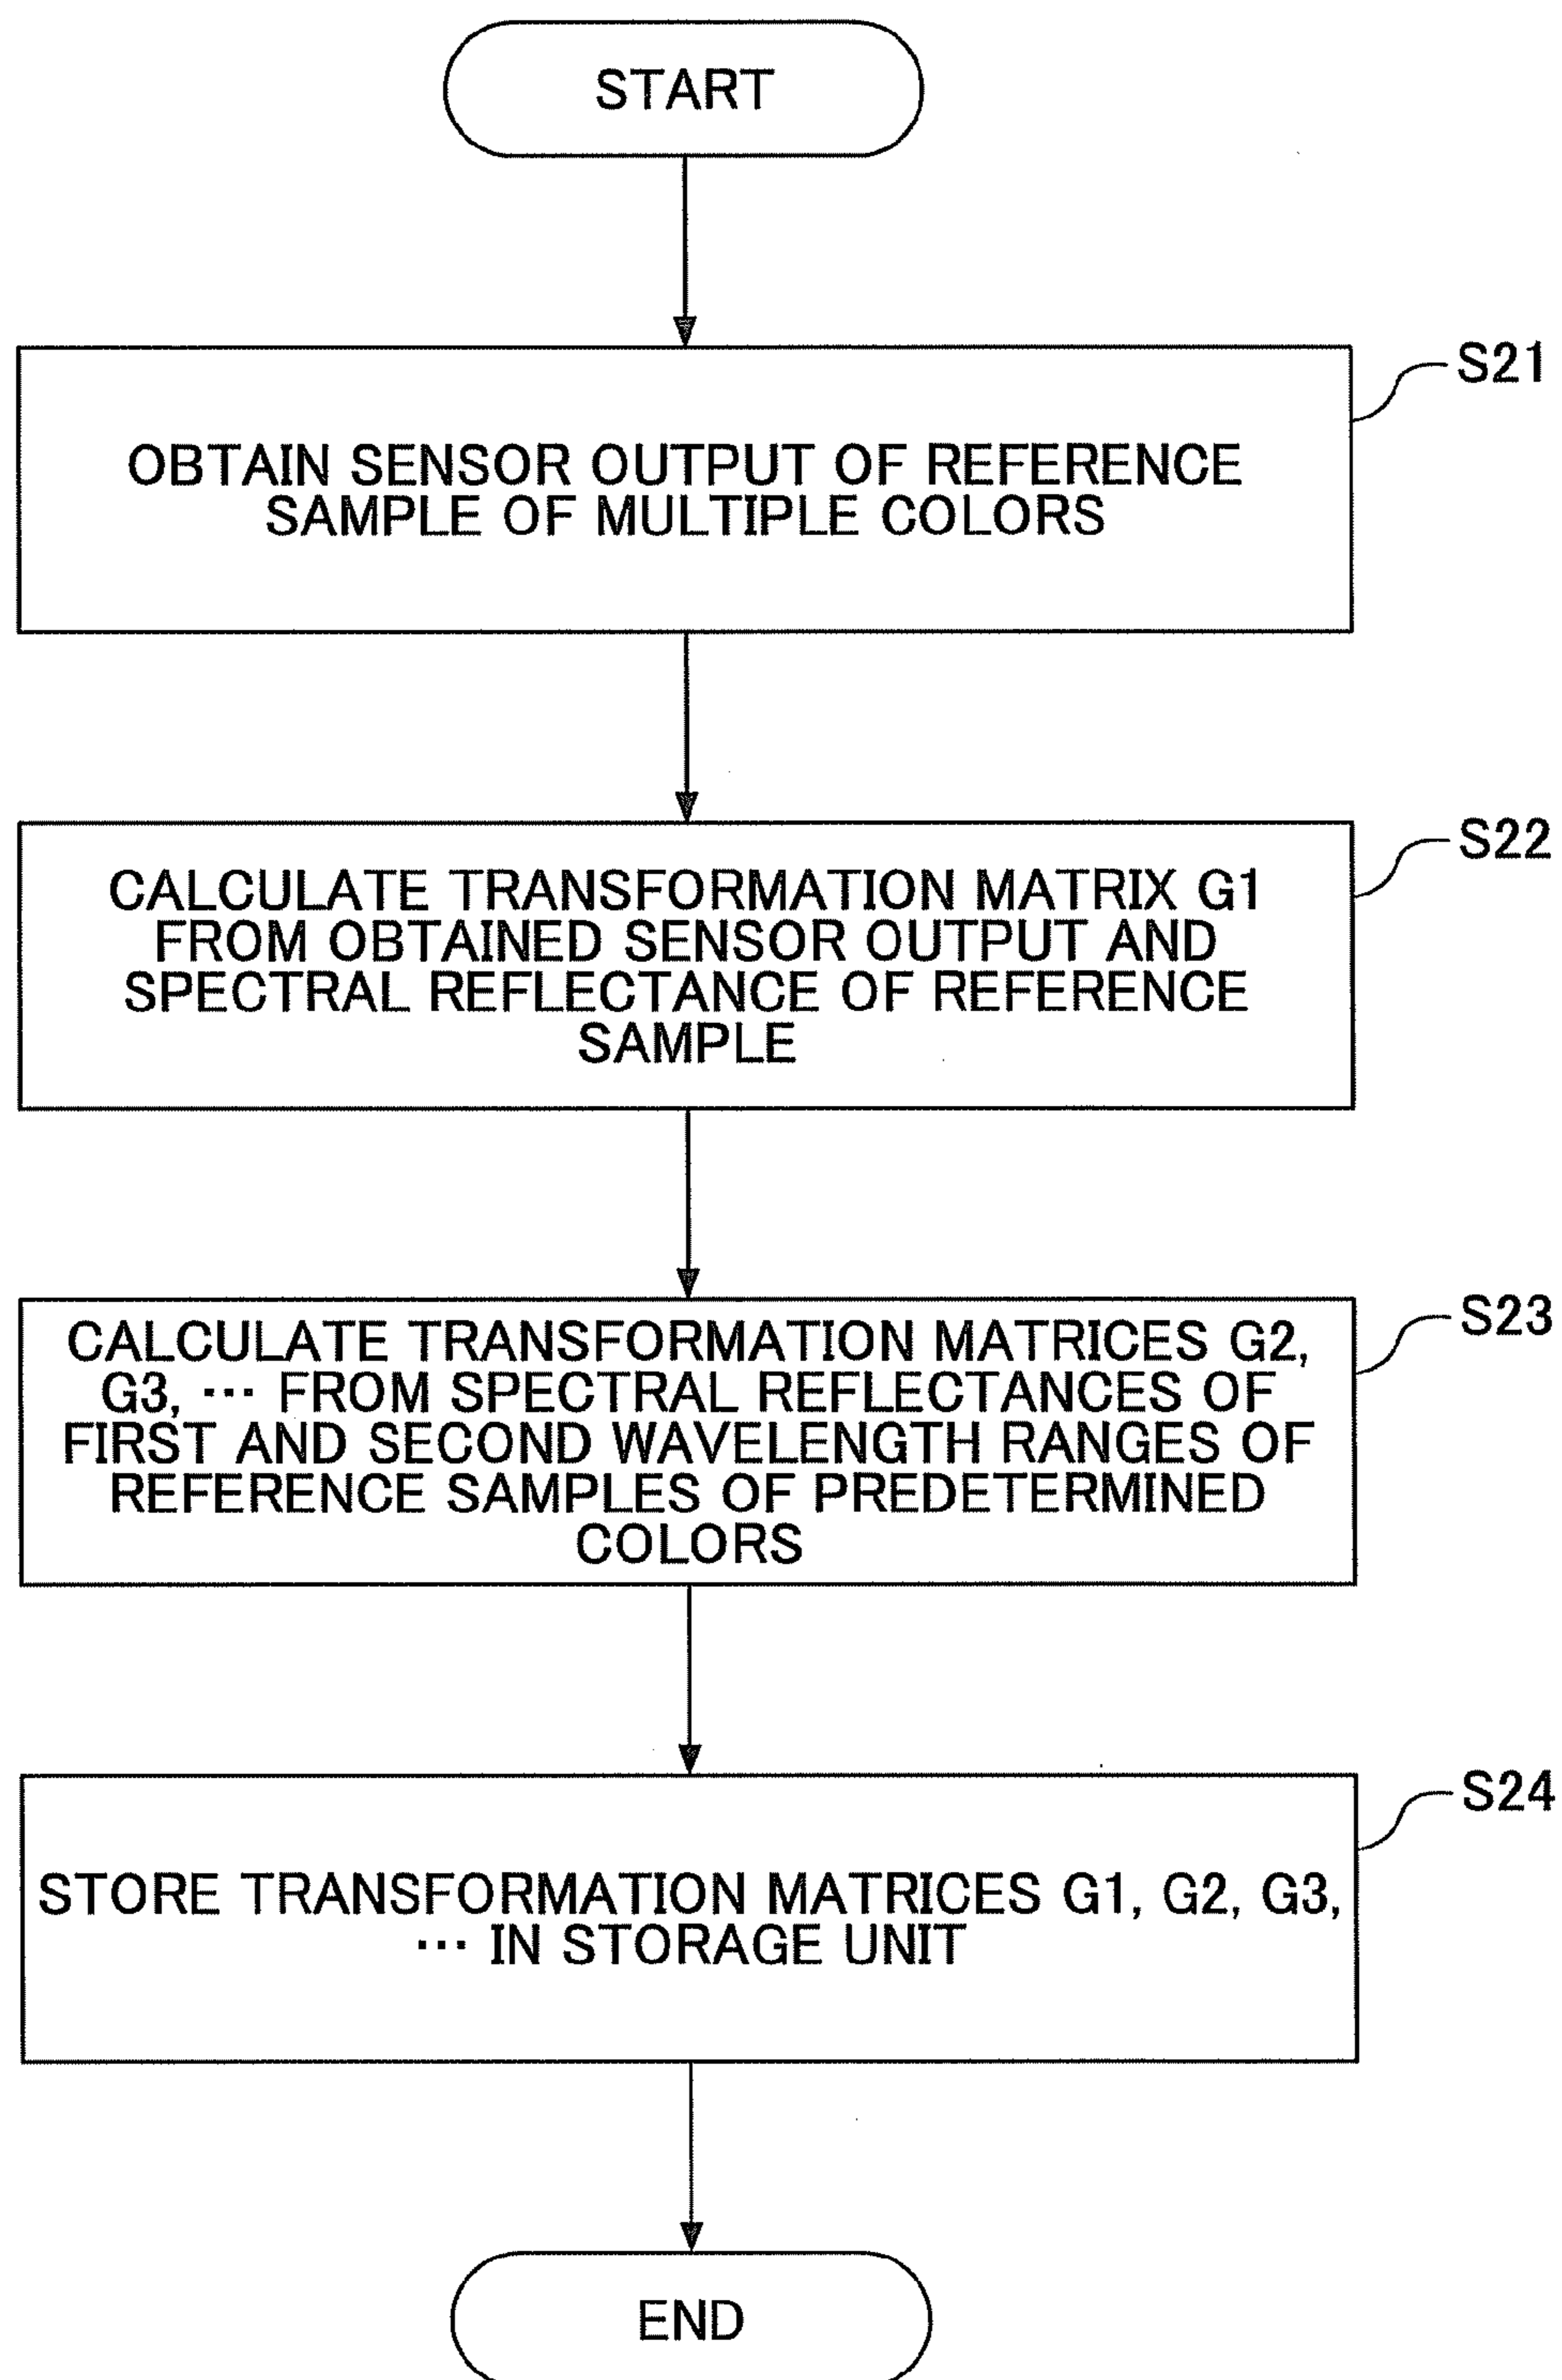 START
S21
OBTAIN SENSOR OUTPUT OF REFERENCE
SAMPLE OF MULTIPLE COLORS
S22
CALCULATE TRANSFORMATION MATRIX G1
FROM OBTAINED SENSOR OUTPUT AND
SPECTRAL REFLECTANCE OF REFERENCE
SAMPLE
S23
CALCULATE TRANSFORMATION MATRICES G2,
G3, ··· FROM SPECTRAL REFLECTANCES OF
FIRST AND SECOND WAVELENGTH RANGES OF
REFERENCE SAMPLES OF PREDETERMINED
COLORS
S24
STORE TRANSFORMATION MATRICES G1, G2, G3,
··· IN STORAGE UNIT
END